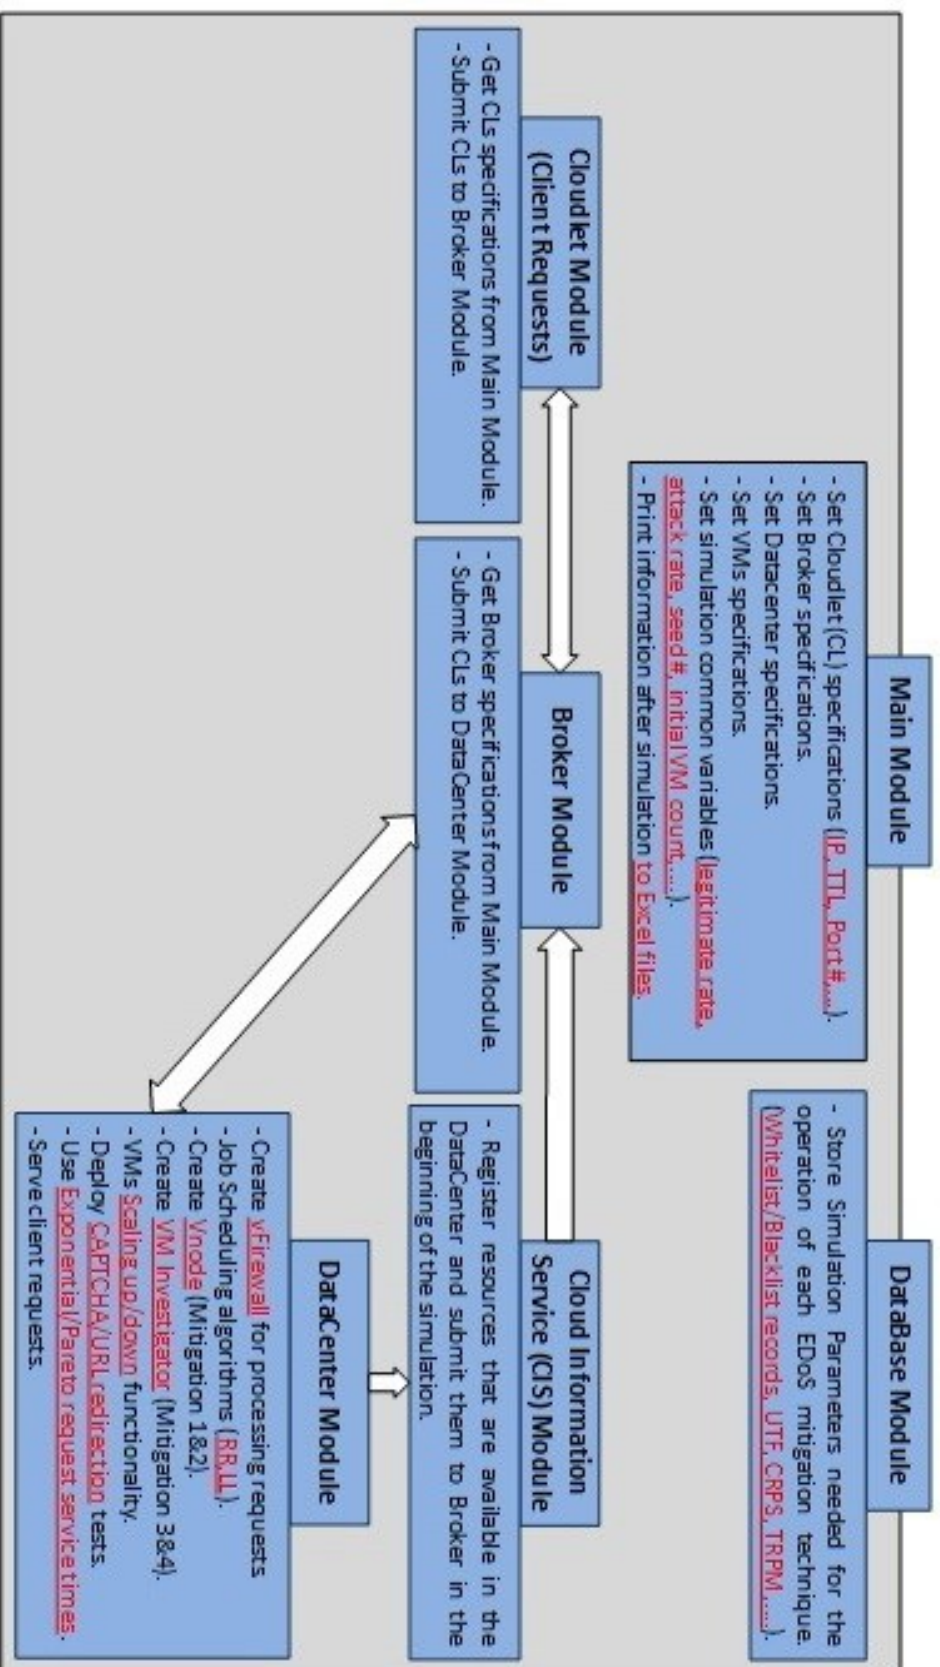 Main Module
- Set Cloudlet (CL) specifications (IP, TTL, Port#,...).
- Set Broker specifications.
- Set Datacenter specifications.
- Set VMs specifications.
- Set simulation common variables (legitimate rate,
attack rate, seed#, initial VM count,....).
- Print information after simulation to Excel files.
DataBase Module
- Store Simulation Parameters needed for the
operation of each EDoS mitigation technique.
(Whitelist/Blacklist records, UTF, CRPS, TRPM,....).
Cloudlet Module
(Client Requests)
- Get CLs specifications from Main Module.
- Submit CLs to Broker Module.
Broker Module
- Get Broker specifications from Main Module.
- Submit CLs to DataCenter Module.
Cloud Information
Service (CIS) Module
- Register resources that are available in the
DataCenter and submit them to Broker in the
beginning of the simulation.
DataCenter Module
- Create vFirewall for processing requests
- Job Scheduling algorithms ( RR,LL).
- Create Vnode (Mitigation 1&2).
- Create VM Investigator (Mitigation 3&4).
- VMs Scaling up/down functionality.
- Deploy CAPTCHA/URL redirection tests.
- Use Exponential/Pareto request service times.
- Serve client requests.